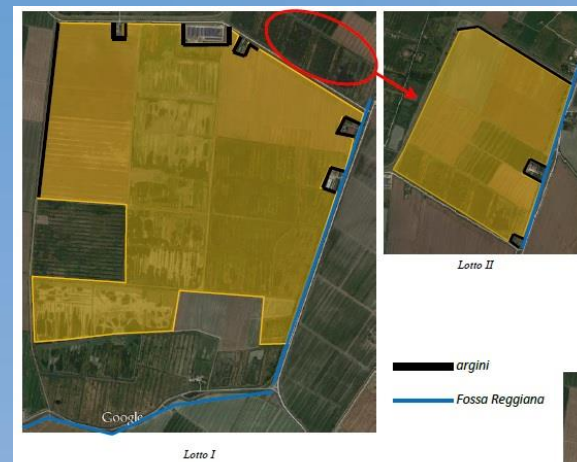 Google
Lotto I
Lotto II
argini
Fossa Reggiana